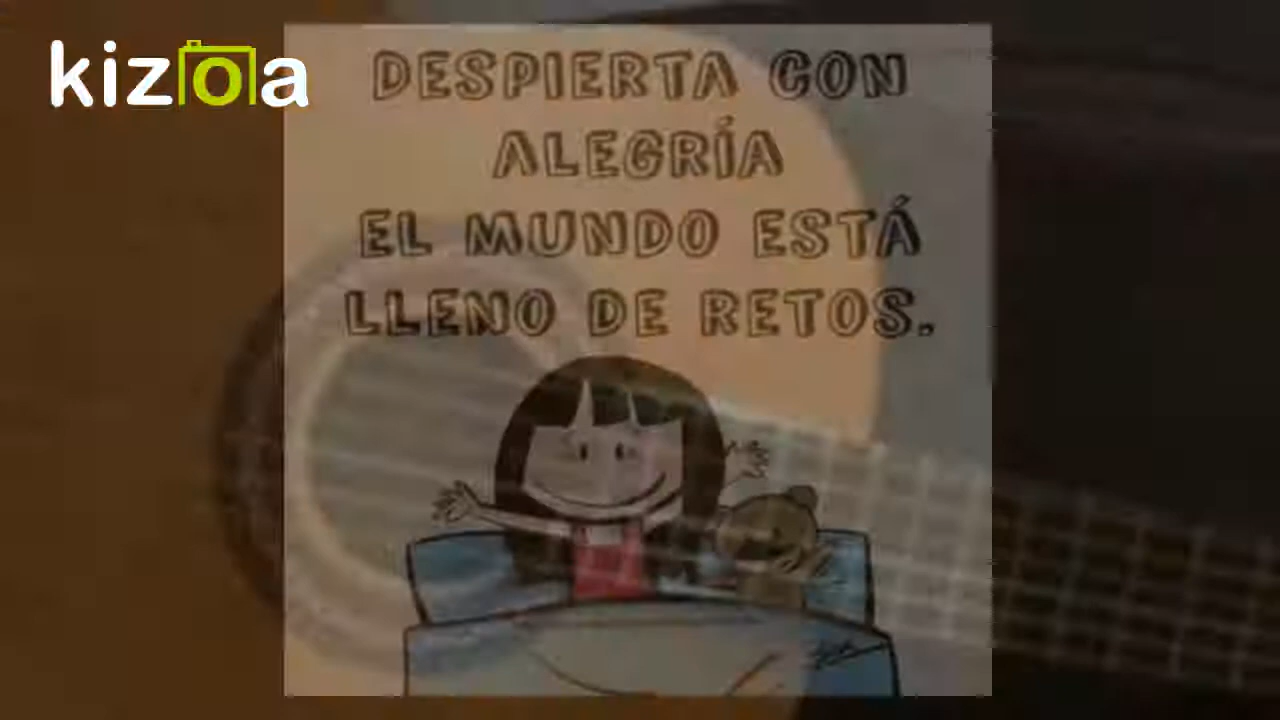 kizoa
DESPIERTA CON
ALEGRÍA
EL MUNDO ESTÁ
LLENO DE RETOS.